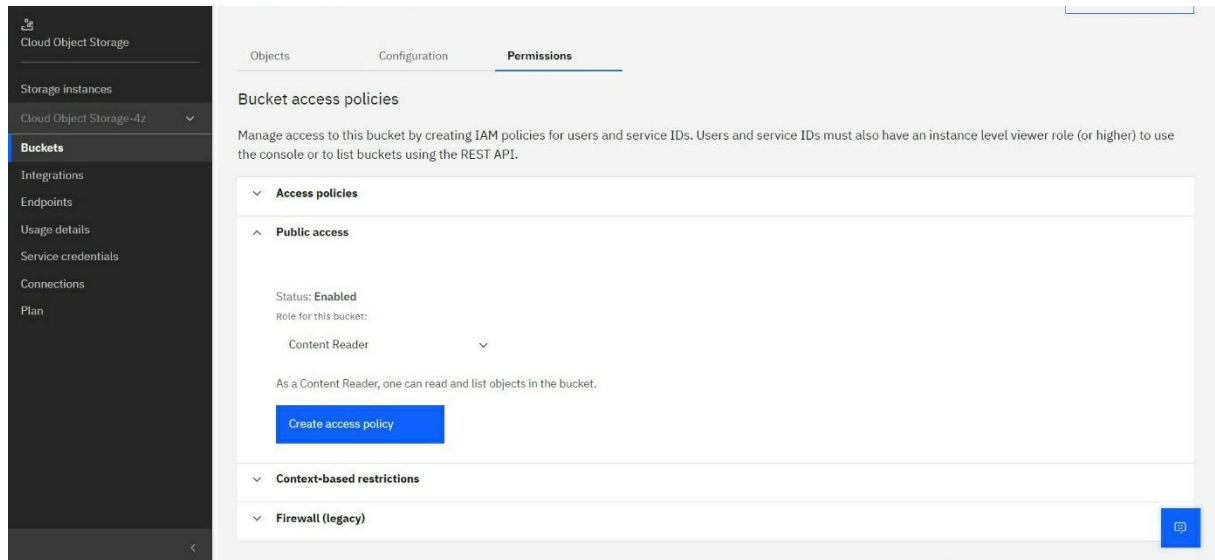 Cloud Object Storage
Storage instances
Cloud Object Storage-4z
Buckets
Integrations
Endpoints
Usage details
Service credentials
Connections
Plan
Objects
Configuration
Permissions
Bucket access policies
Manage access to this bucket by creating IAM policies for users and service IDs. Users and service IDs must also have an instance level viewer role (or higher) to use
the console or to list buckets using the REST API.
Access policies
Public access
Status: Enabled
Role for this bucket:
Content Reader
As a Content Reader, one can read and list objects in the bucket.
Create access policy
Context-based restrictions
Firewall (legacy)